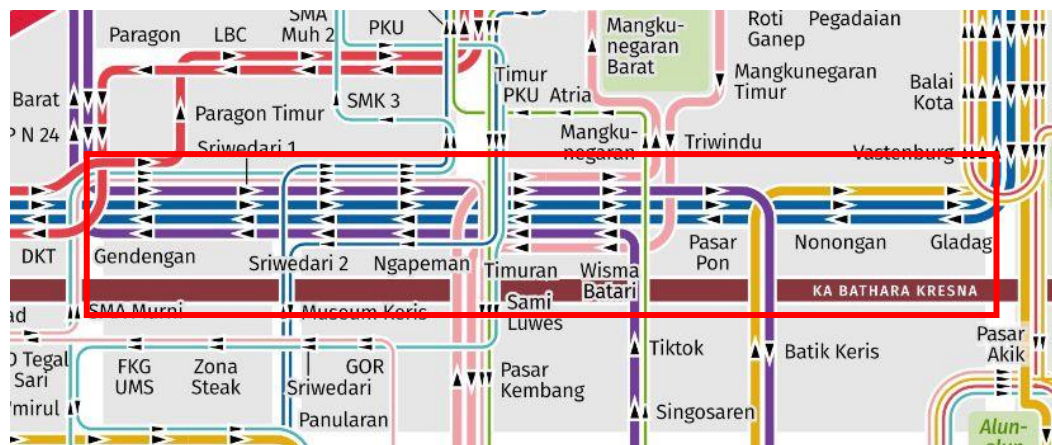 Paragon
LBC
SMA
Muh 2
PKU
Mangku-
negaran
Barat
Roti
Ganep
Pegadaian
Barat
P N 24
Paragon Timur
SMK 3
Timur
PKU
Atria
Mangkunegaran
Timur
Balai
Kota
Sriwedari 1
Mangku-
negaran
Triwindu
Vastenburg
DKT
Gendengan
Sriwedari 2
Ngapeman
Timuran
Wisma
Batari
Pasar
Pon
Nonongan
Gladag
KA BATHARA KRESNA
ad
SMA Murni
Museum Keris
Sami
Luwes
Tegal
Sari
FKG
UMS
Zona
Steak
GOR
Sriwedari
Pasar
Kembang
Tiktok
Batik Keris
Pasar
Akik
mirul
Panularan
Singosaren
Alun-